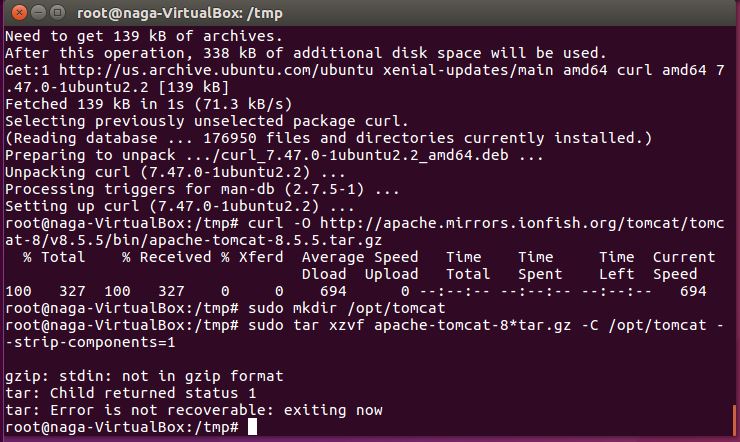 root@naga-VirtualBox: /tmp
Need to get 139 kB of archives.
After this operation, 338 kB of additional disk space will be used.
Get:1 http://us.archive.ubuntu.com/ubuntu xenial-updates/main amd64 curl amd64 7
.47.0-1ubuntu2.2 [139 kB]
Fetched 139 kB in 1s (71.3 kB/s)
Selecting previously unselected package curl.
(Reading database ... 176950 files and directories currently installed.)
Preparing to unpack .../curl_7.47.0-1ubuntu2.2_amd64.deb ...
Unpacking curl (7.47.0-1ubuntu2.2) ...
Processing triggers for man-db (2.7.5-1) ...
Setting up curl (7.47.0-1ubuntu2.2) ...
root@naga-VirtualBox:/tmp# curl -O http://apache.mirrors.ionfish.org/tomcat/tomc
at-8/v8.5.5/bin/apache-tomcat-8.5.5.tar.gz
  % Total    % Received % Xferd  Average Speed   Time    Time     Time  Current
                                 Dload  Upload   Total   Spent    Left  Speed
100   327  100   327    0     0    694      0 --:--:-- --:--:-- --:--:--   694
root@naga-VirtualBox:/tmp# sudo mkdir /opt/tomcat
root@naga-VirtualBox:/tmp# sudo tar xzvf apache-tomcat-8*tar.gz -C /opt/tomcat -
-strip-components=1
gzip: stdin: not in gzip format
tar: Child returned status 1
tar: Error is not recoverable: exiting now
root@naga-VirtualBox:/tmp#